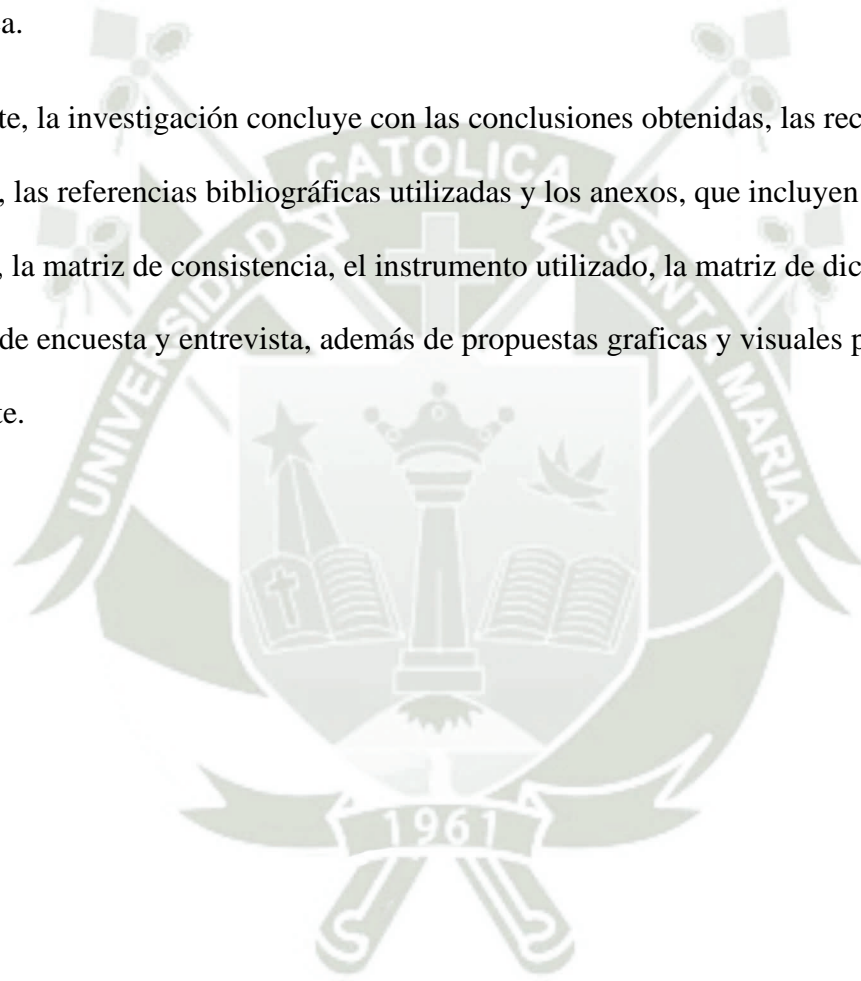 a.
te, la investigación concluye con las conclusiones obtenidas, las rec
, las referencias bibliográficas utilizadas y los anexos, que incluyen
, la matriz de consistencia, el instrumento utilizado, la matriz de dic
de encuesta y entrevista, además de propuestas graficas y visuales p
te.
UNIVERSIDAD CATOLICA SANTA MARIA
1961